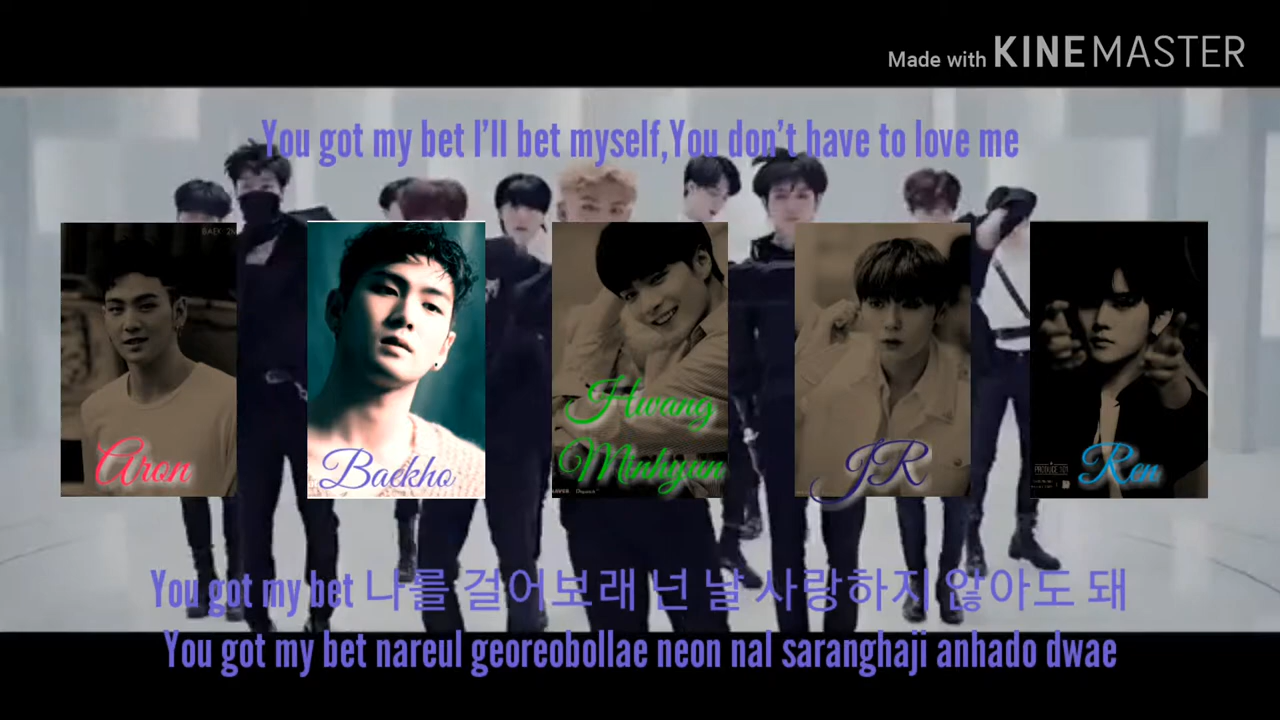 Made with KINEMASTER
You got my bet I'll bet myself,You don't have to love me
Aron
Baekho
Hwang
Minhyun
JR
Ren
PRODUCE 101
You got my bet 나를 걸어보래 넌 날 사랑하지 않아도 돼
You got my bet nareul georeobollae neon nal saranghaji anhado dwae